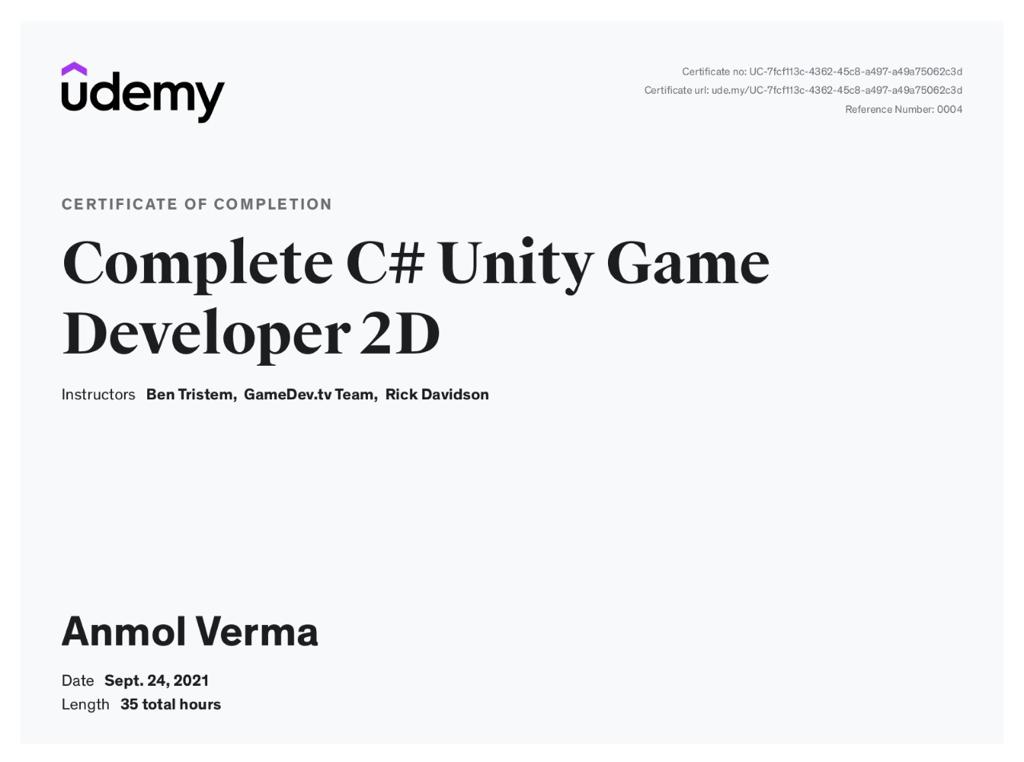 udemy
Certificate no: UC-7fcf113c-4362-45c8-a497-a49a75062c3d
Certificate url: ude.my/UC-7fcf113c-4362-45c8-a497-a49a75062c3d
Reference Number: 0004
CERTIFICATE OF COMPLETION
Complete C# Unity Game
Developer 2D
Instructors Ben Tristem, GameDev.tv Team, Rick Davidson
Anmol Verma
Date Sept. 24, 2021
Length 35 total hours